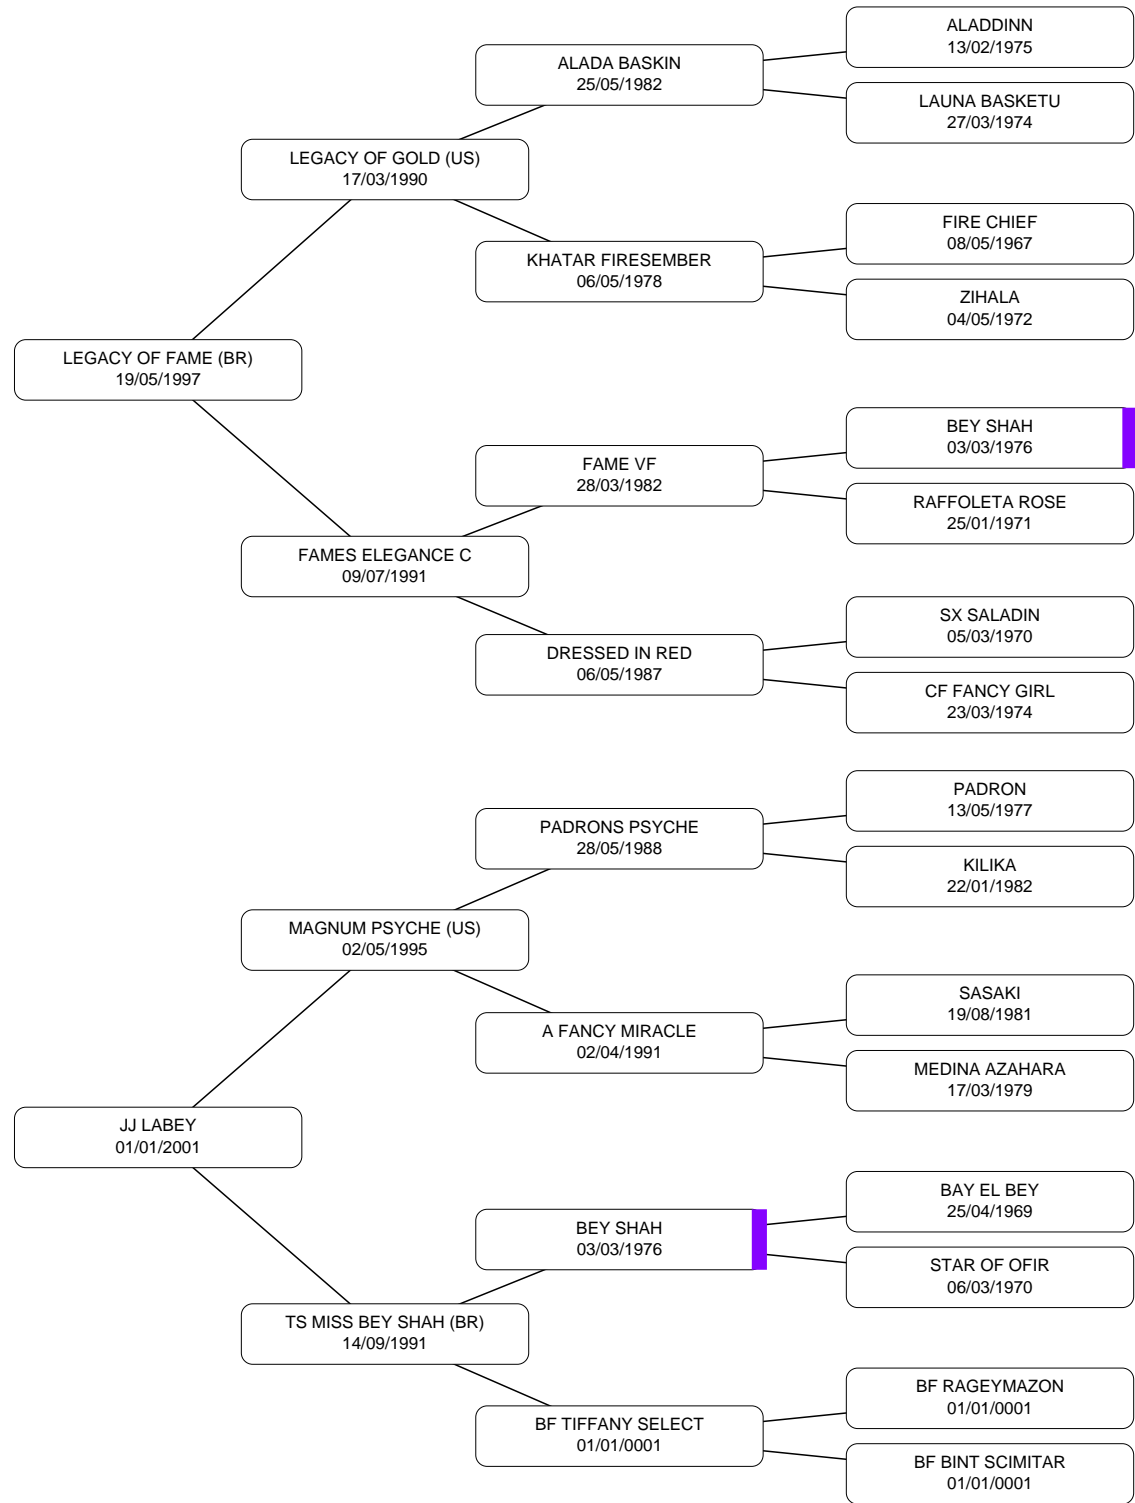 ALADDINN
13/02/1975
ALADA BASKIN
25/05/1982
LAUNA BASKETU
27/03/1974
LEGACY OF GOLD (US)
17/03/1990
FIRE CHIEF
08/05/1967
KHATAR FIRESEMBER
06/05/1978
ZIHALA
04/05/1972
LEGACY OF FAME (BR)
19/05/1997
BEY SHAH
03/03/1976
FAME VF
28/03/1982
RAFFOLETA ROSE
25/01/1971
FAMES ELEGANCE C
09/07/1991
SX SALADIN
05/03/1970
DRESSED IN RED
06/05/1987
CF FANCY GIRL
23/03/1974
PADRON
13/05/1977
PADRONS PSYCHE
28/05/1988
KILIKA
22/01/1982
MAGNUM PSYCHE (US)
02/05/1995
SASAKI
19/08/1981
A FANCY MIRACLE
02/04/1991
MEDINA AZAHARA
17/03/1979
JJ LABEY
01/01/2001
BAY EL BEY
25/04/1969
BEY SHAH
03/03/1976
STAR OF OFIR
06/03/1970
TS MISS BEY SHAH (BR)
14/09/1991
BF RAGEYMAZON
01/01/0001
BF TIFFANY SELECT
01/01/0001
BF BINT SCIMITAR
01/01/0001